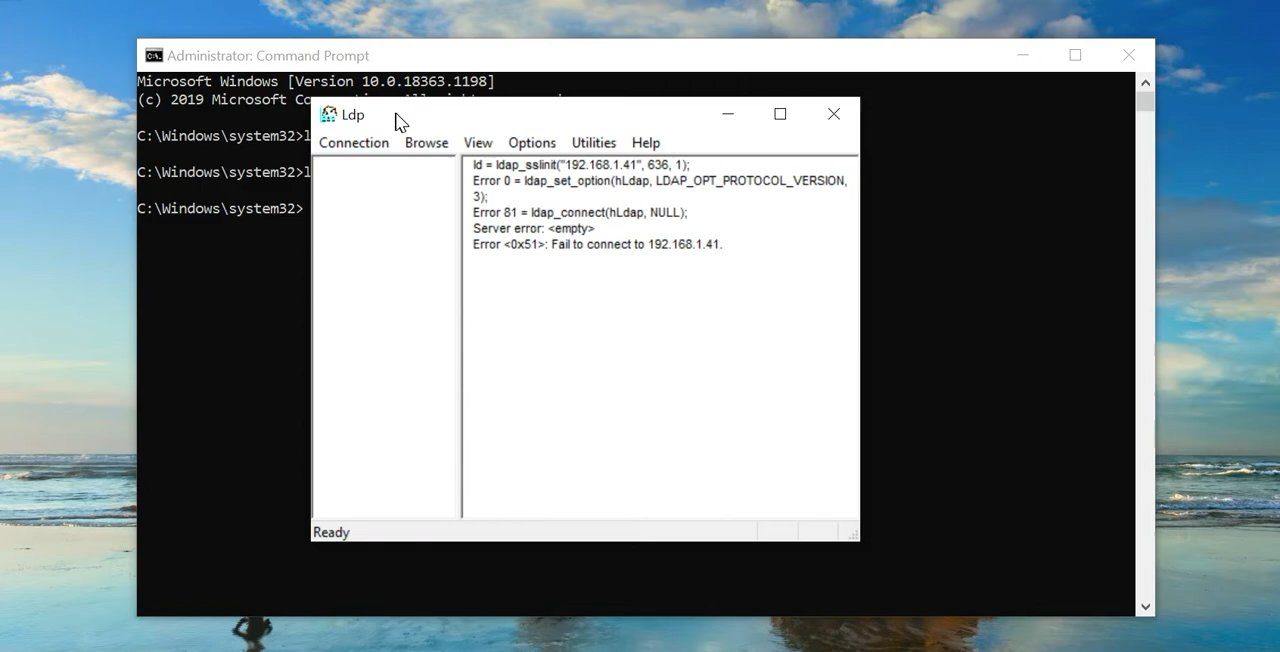 Administrator: Command Prompt
Microsoft Windows [Version 10.0.18363.1198]
(c) 2019 Microsoft
C:\Windows\system32>l
C:\Windows\system32>l
C:\Windows\system32>
Ldp
Connection Browse View Options Utilities Help
ld = ldap_sslinit("192.168.1.41", 636, 1);
Error 0 = ldap_set_option(hLdap, LDAP_OPT_PROTOCOL_VERSION,
3);
Error 81 = ldap_connect(hLdap, NULL);
Server error: <empty>
Error <0x51>: Fail to connect to 192.168.1.41.
Ready